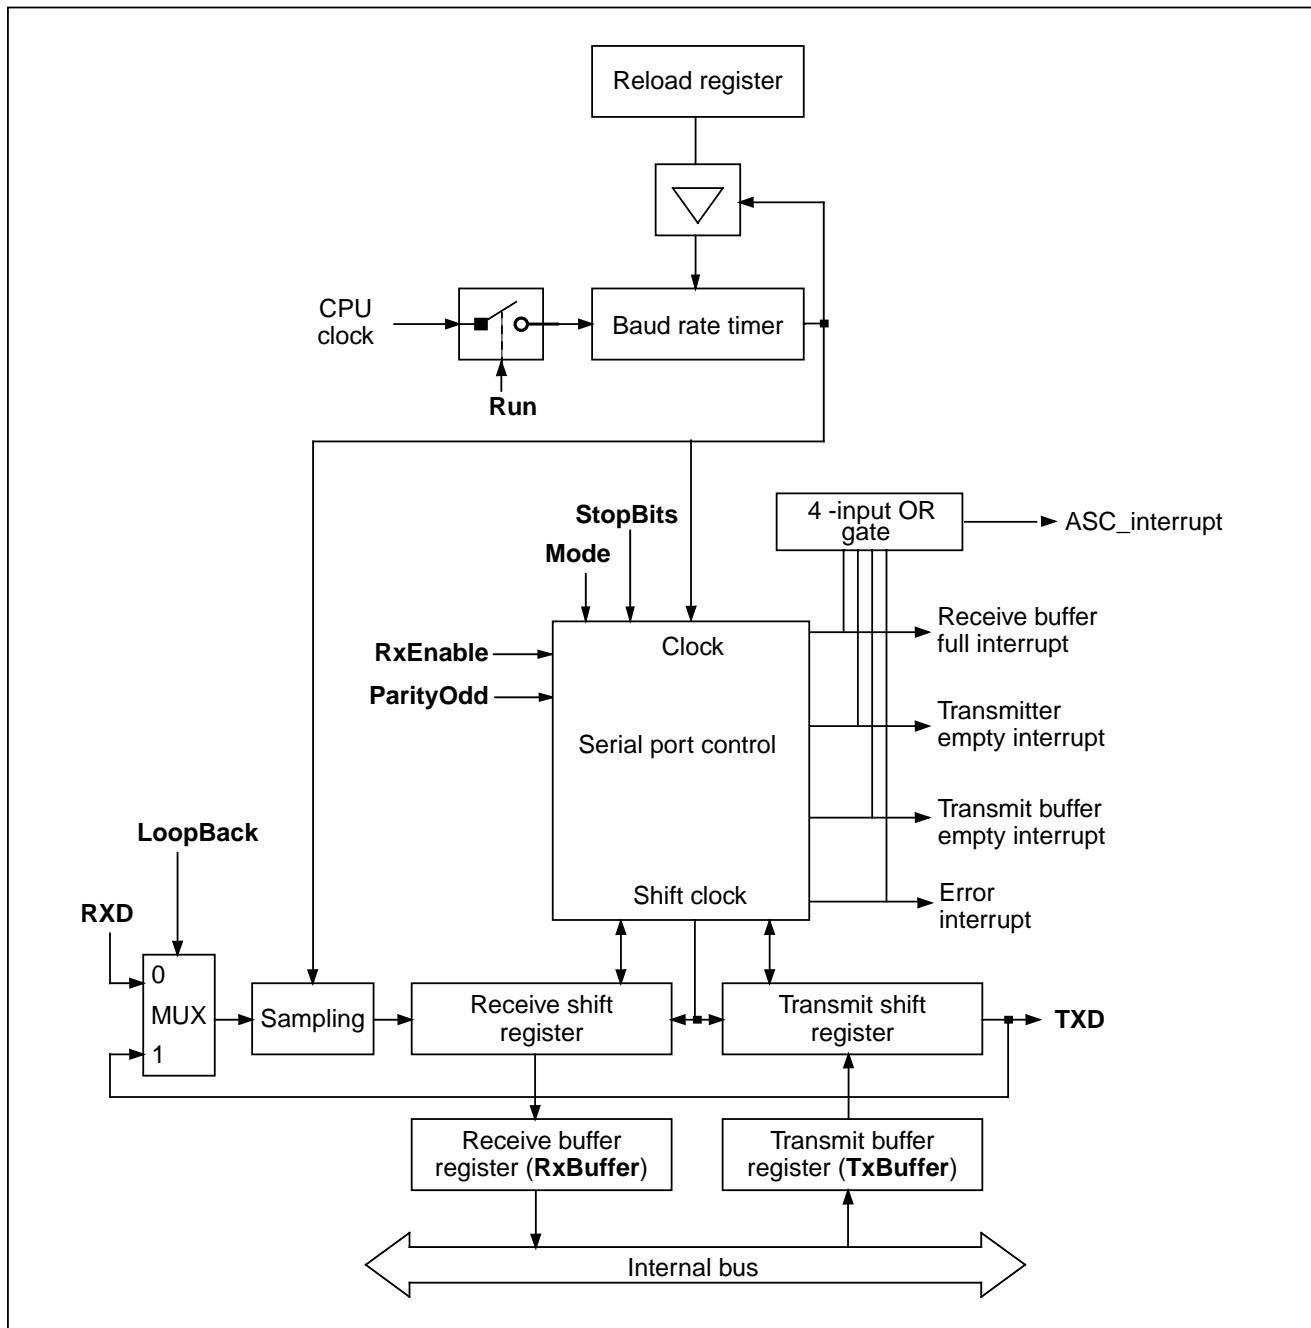 Reload register
CPU
clock
Baud rate timer
Run
StopBits
Mode
4 -input OR
gate
ASC_interrupt
RxEnable
ParityOdd
Clock
Serial port control
Shift clock
Receive buffer
full interrupt
Transmitter
empty interrupt
Transmit buffer
empty interrupt
Error
interrupt
LoopBack
RXD
0
MUX
1
Sampling
Receive shift
register
Transmit shift
register
TXD
Receive buffer
register (RxBuffer)
Transmit buffer
register (TxBuffer)
Internal bus